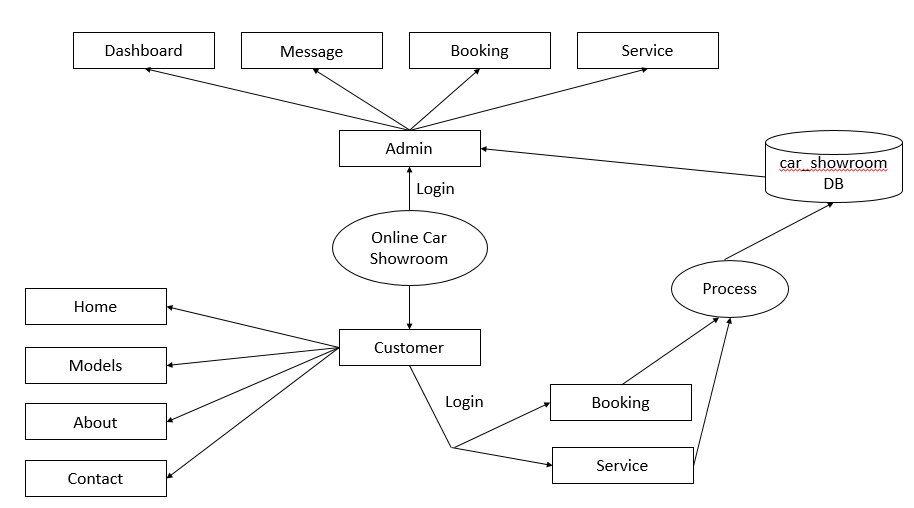 Dashboard
Message
Booking
Service
Admin
car_showroom
DB
Login
Online Car
Showroom
Process
Home
Customer
Models
Login
Booking
About
Service
Contact